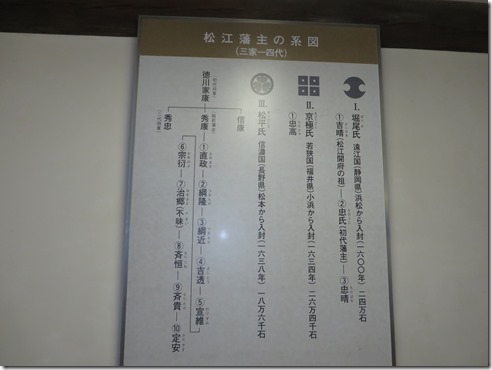 松江藩主の系図
(三家一四代)
Ⅰ. 堀尾氏 遠江国(静岡県)浜松から入封(一六〇〇年) 二四万石
①吉晴(松江開府の祖)―②忠氏(初代藩主)―③忠晴
Ⅱ. 京極氏 若狭国(福井県)小浜から入封(一六三四年) 二六万四千石
①忠高
Ⅲ. 松平氏 信濃国(長野県)松本から入封(一六三八年) 一八万六千石
徳川家康
信康
秀康―①直政―②綱隆―③綱近―④吉透―⑤宣維
⑥宗衍―⑦治郷(不昧)―⑧斉恒―⑨斉貴―⑩定安
秀忠